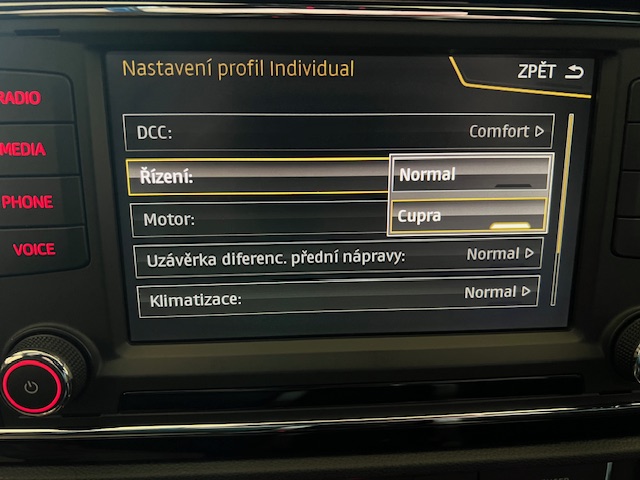 Nastavení profil Individual
ZPĚT
RADIO
MEDIA
PHONE
VOICE
DCC:
Comfort
Řízení:
Normal
Cupra
Motor:
Uzávěrka diferenc. přední nápravy:
Normal
Klimatizace:
Normal